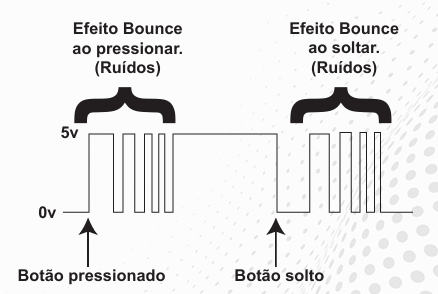 Efeito Bounce
ao pressionar.
(Ruídos)
Efeito Bounce
ao soltar.
(Ruídos)
5v
0v
Botão pressionado
Botão solto